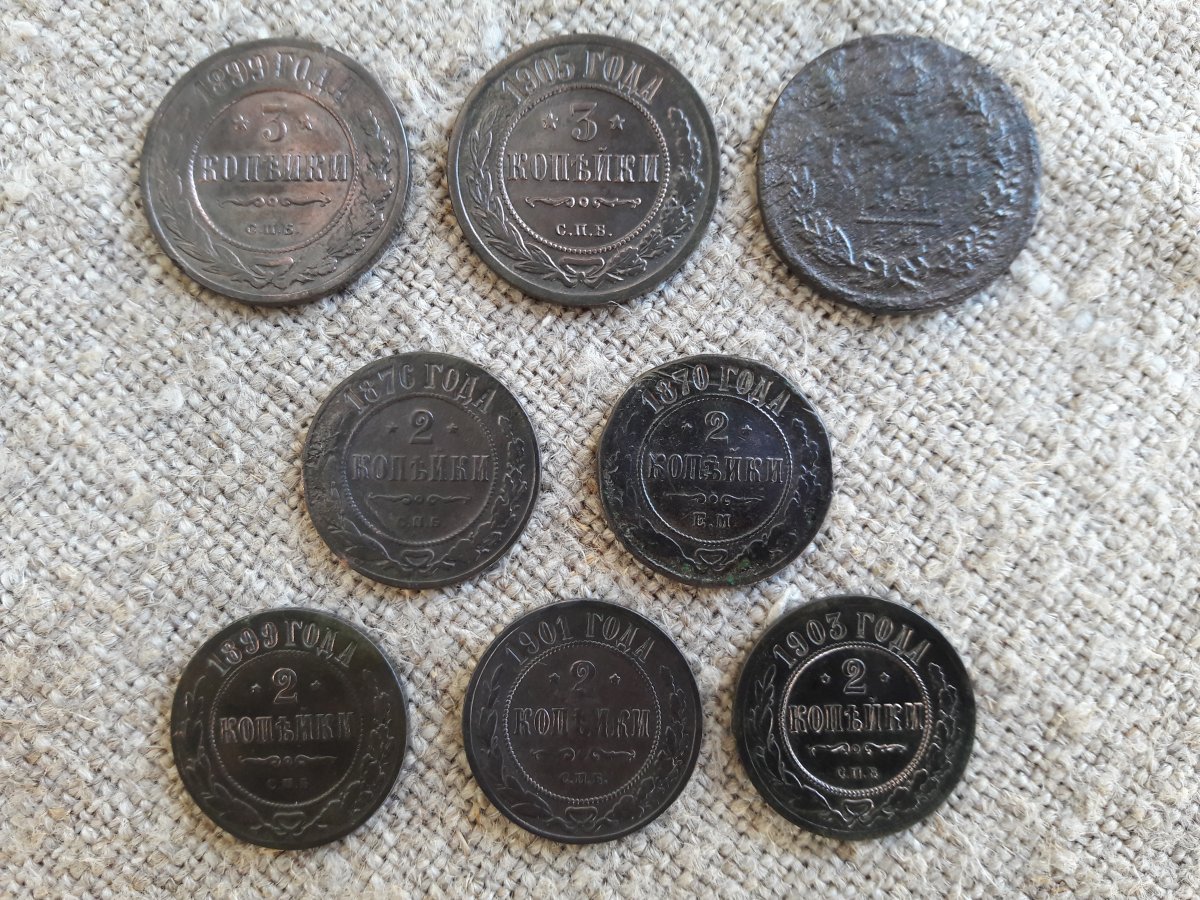 1899 ГОДА
3
КОПѢЙКИ
С.П.Б.
1905 ГОДА
3
КОПѢЙКИ
С.П.Б.
1876 ГОДА
2
КОПѢЙКИ
С.П.Б
1870 ГОДА
2
КОПѢЙКИ
Е.М
1899 ГОДА
2
КОПѢЙКИ
С.П.Б
1901 ГОДА
2
КОПѢЙКИ
С.П.Б.
1903 ГОДА
2
КОПѢЙКИ
С.П.Б